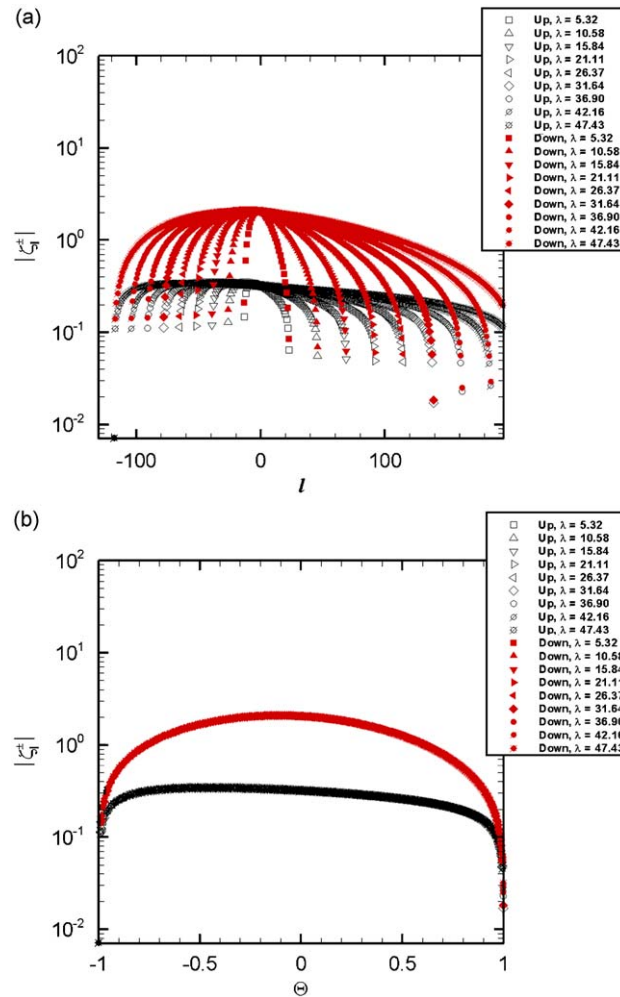 (a)
10²
10¹
10⁰
10⁻¹
10⁻²
-100
0
100
l
Up, λ = 5.32
Up, λ = 10.58
Up, λ = 15.84
Up, λ = 21.11
Up, λ = 26.37
Up, λ = 31.64
Up, λ = 36.90
Up, λ = 42.16
Up, λ = 47.43
Down, λ = 5.32
Down, λ = 10.58
Down, λ = 15.84
Down, λ = 21.11
Down, λ = 26.37
Down, λ = 31.64
Down, λ = 36.90
Down, λ = 42.16
Down, λ = 47.43
(b)
10²
10¹
10⁰
10⁻¹
10⁻²
-1
-0.5
0
0.5
1
Θ
Up, λ = 5.32
Up, λ = 10.58
Up, λ = 15.84
Up, λ = 21.11
Up, λ = 26.37
Up, λ = 31.64
Up, λ = 36.90
Up, λ = 42.16
Up, λ = 47.43
Down, λ = 5.32
Down, λ = 10.58
Down, λ = 15.84
Down, λ = 21.11
Down, λ = 26.37
Down, λ = 31.64
Down, λ = 36.90
Down, λ = 42.16
Down, λ = 47.43